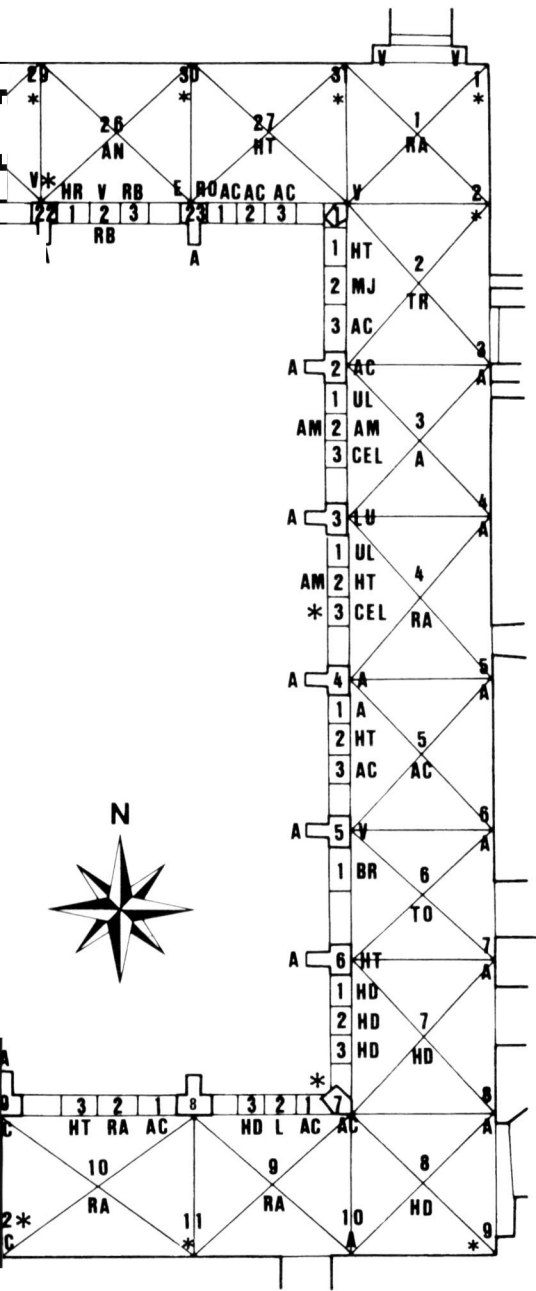 V V
29 30 31 1
* * * *
26 27 1
AN HT RA
V* HR V RB E RO AC AC AC V 2
22 1 2 3 23 1 2 3 1 *
RB
A A
1 HT
2
2 MJ
TR
3 AC
3
A 2 AC A
1 UL
3
AM 2 AM
A
3 CEL
4
A 3 LU A
1 UL
4
AM 2 HT
RA
* 3 CEL
5
A 4 A A
1 A
5
2 HT
AC
3 AC
6
A 5 V A
1 BR
6
TO
7
A 6 HT A
1 HD
7
2 HD
HD
3 HD
N
A
*
9 3 2 1 8 3 2 1 7 8
C HT RA AC HD L AC AC A
10 9 8
RA RA HD
2* 11 10 9
C * A *